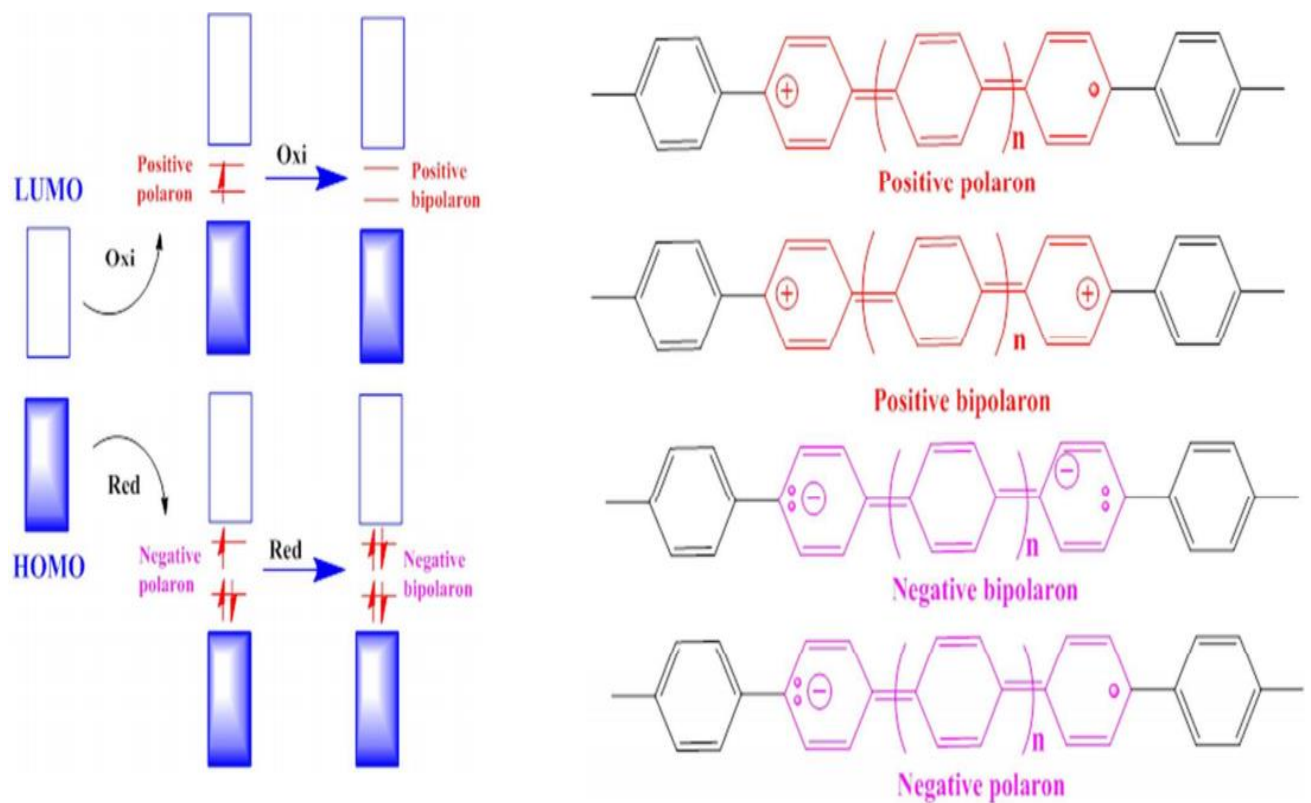 Positive
polaron
Oxi
Positive
bipolaron
LUMO
Oxi
HOMO
Red
Negative
polaron
Red
Negative
bipolaron
+
n
Positive polaron
+
+
n
Positive bipolaron
−
−
n
Negative bipolaron
−
n
Negative polaron